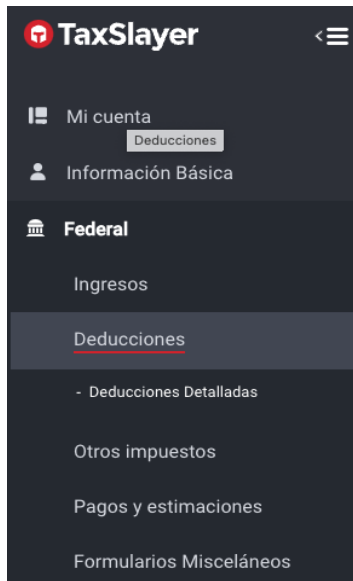 TaxSlayer
Mi cuenta
Deducciones
Información Básica
Federal
Ingresos
Deducciones
- Deducciones Detalladas
Otros impuestos
Pagos y estimaciones
Formularios Misceláneos